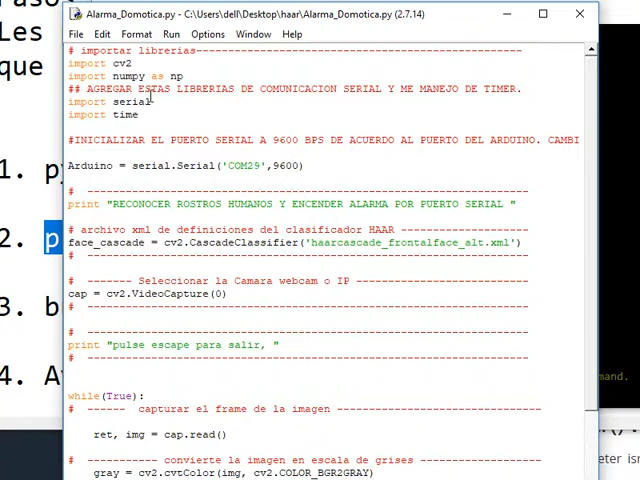 Alarma_Domotica.py - C:\Users\dell\Desktop\haar\Alarma_Domotica.py (2.7.14)
File Edit Format Run Options Window Help
# importar librerias---------------------------------------------------
import cv2
import numpy as np
## AGREGAR ESTAS LIBRERIAS DE COMUNICACION SERIAL Y ME MANEJO DE TIMER.
import serial
import time
#INICIALIZAR EL PUERTO SERIAL A 9600 BPS DE ACUERDO AL PUERTO DEL ARDUINO. CAMBI
Arduino = serial.Serial('COM29',9600)
# ---------------------------------------------------------------------
print "RECONOCER ROSTROS HUMANOS Y ENCENDER ALARMA POR PUERTO SERIAL "
# archivo xml de definiciones del clasificador HAAR --------------------
face_cascade = cv2.CascadeClassifier('haarcascade_frontalface_alt.xml')
# ---------------------------------------------------------------------
# ------- Seleccionar la Camara webcam o IP ---------------------------
cap = cv2.VideoCapture(0)
# ---------------------------------------------------------------------
# ---------------------------------------------------------------------
print "pulse escape para salir, "
# ---------------------------------------------------------------------
while(True):
# ------ capturar el frame de la imagen --------------------------------
ret, img = cap.read()
# --------- convierte la imagen en escala de grises ------------------
gray = cv2.cvtColor(img, cv2.COLOR_BGR2GRAY)
Les
que
1. py
2. p
3. b
4. A
mand.
eter isn